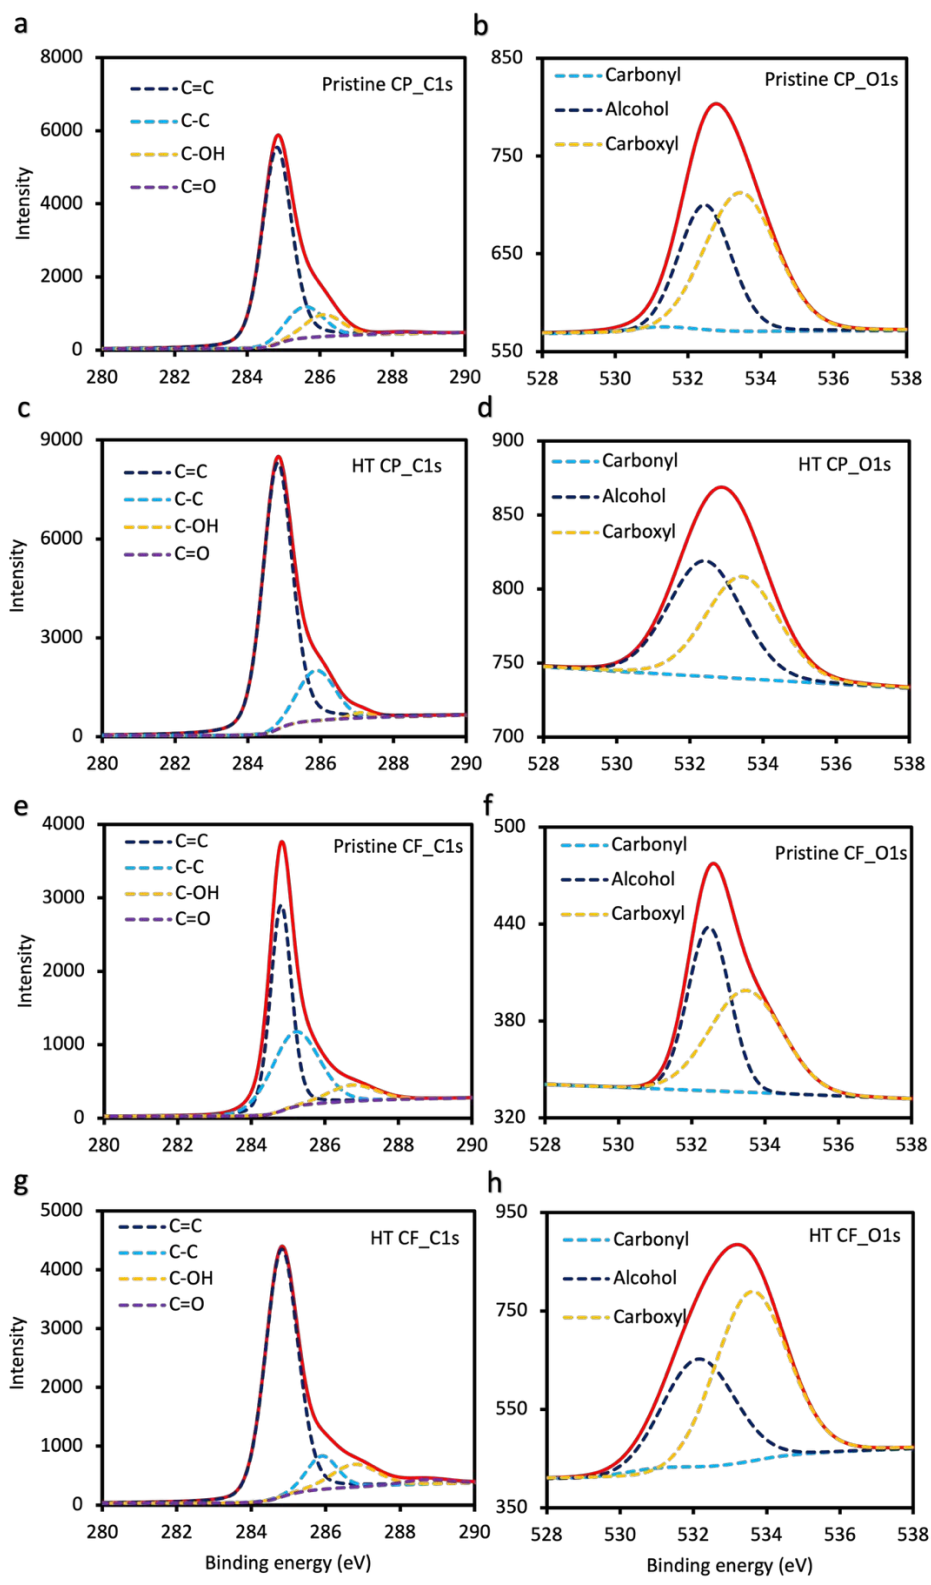 a
8000
6000
4000
2000
0
Intensity
C=C
C-C
C-OH
C=O
Pristine CP_C1s
280 282 284 286 288 290
b
850
750
650
550
Carbonyl
Alcohol
Carboxyl
Pristine CP_O1s
528 530 532 534 536 538
c
9000
6000
3000
0
Intensity
C=C
C-C
C-OH
C=O
HT CP_C1s
280 282 284 286 288 290
d
900
850
800
750
700
Carbonyl
Alcohol
Carboxyl
HT CP_O1s
528 530 532 534 536 538
e
4000
3000
2000
1000
0
Intensity
C=C
C-C
C-OH
C=O
Pristine CF_C1s
280 282 284 286 288 290
f
500
440
380
320
Carbonyl
Alcohol
Carboxyl
Pristine CF_O1s
528 530 532 534 536 538
g
5000
4000
3000
2000
1000
0
Intensity
C=C
C-C
C-OH
C=O
HT CF_C1s
280 282 284 286 288 290
Binding energy (eV)
h
950
750
550
350
Carbonyl
Alcohol
Carboxyl
HT CF_O1s
528 530 532 534 536 538
Binding energy (eV)